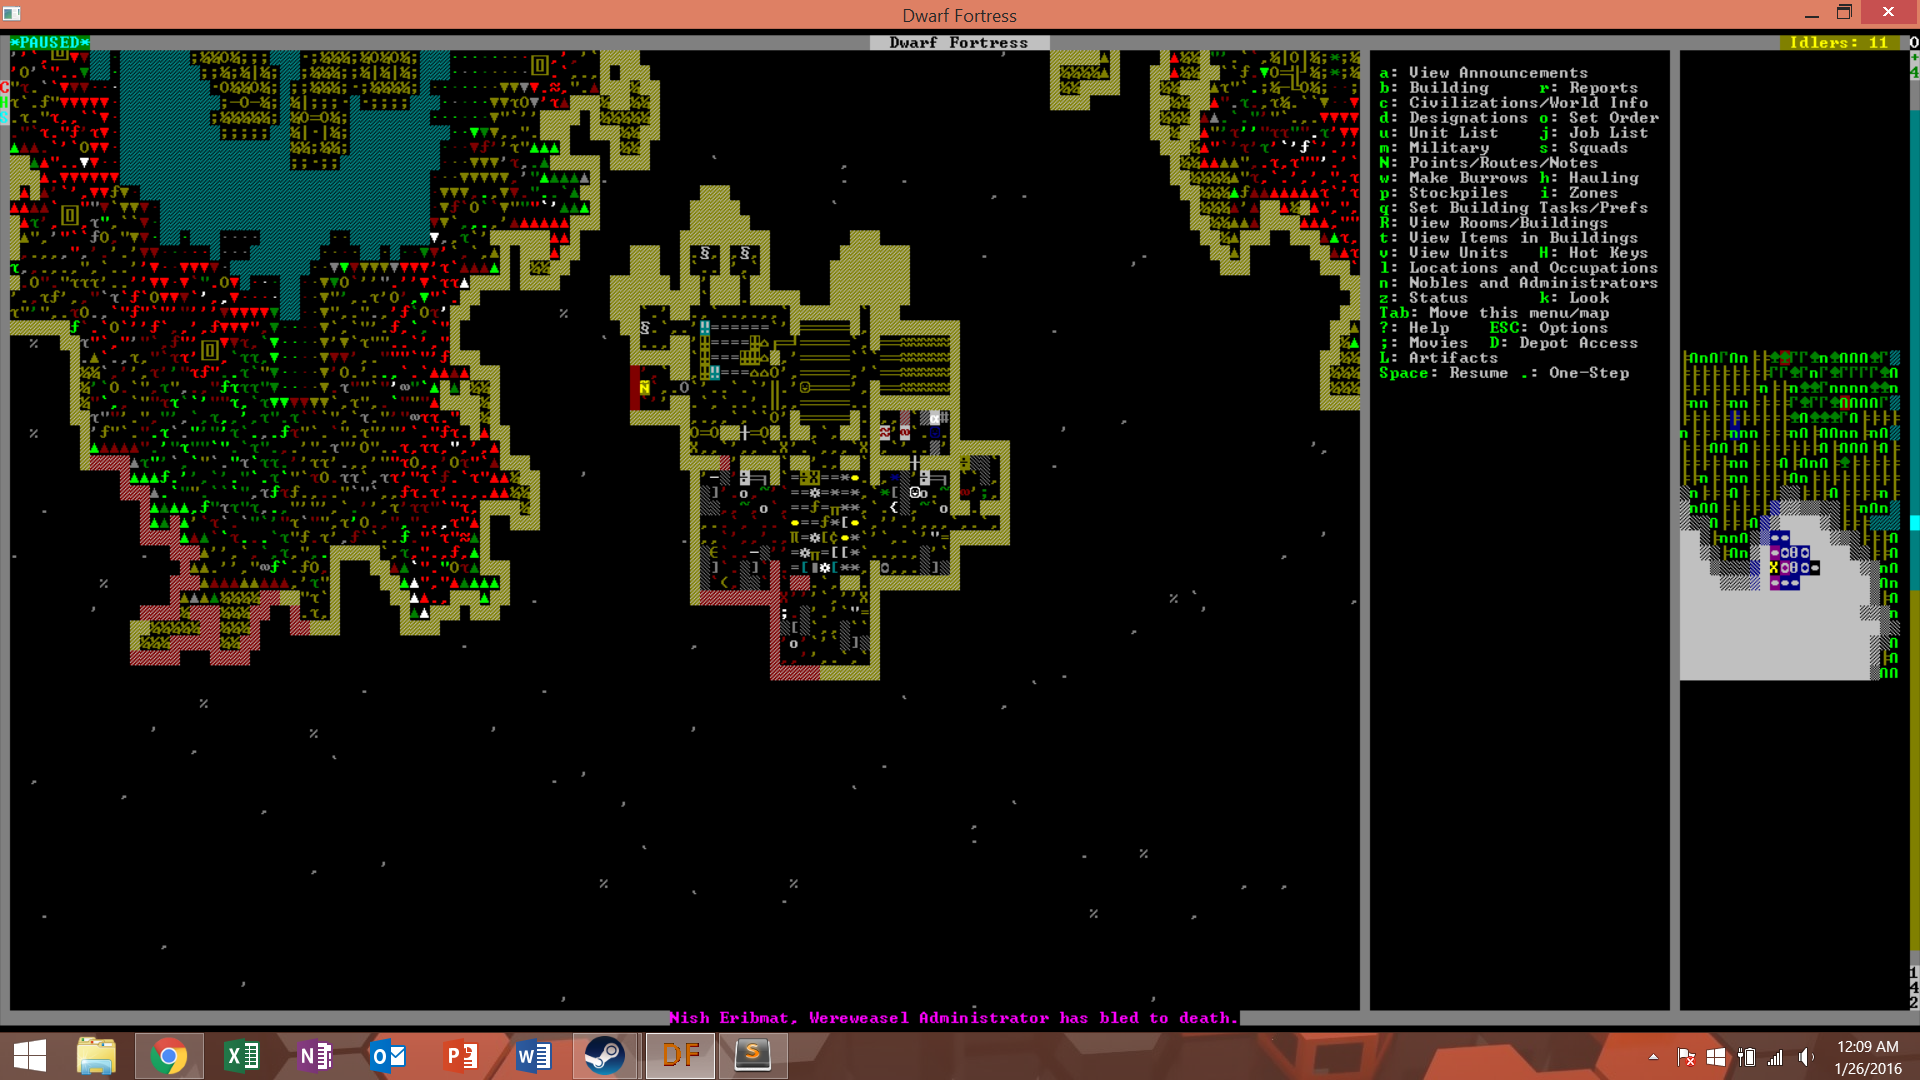 Dwarf Fortress
*PAUSED*
Dwarf Fortress
Idlers: 11
a: View Announcements
b: Building r: Reports
c: Civilizations/World Info
d: Designations o: Set Order
u: Unit List j: Job List
m: Military s: Squads
N: Points/Routes/Notes
w: Make Burrows h: Hauling
p: Stockpiles i: Zones
q: Set Building Tasks/Prefs
R: View Rooms/Buildings
t: View Items in Buildings
v: View Units H: Hot Keys
l: Locations and Occupations
n: Nobles and Administrators
z: Status k: Look
Tab: Move this menu/map
?: Help ESC: Options
;: Movies D: Depot Access
L: Artifacts
Space: Resume .: One-Step
Nish Eribmat, Wereweasel Administrator has bled to death.
DF
12:09 AM
1/26/2016